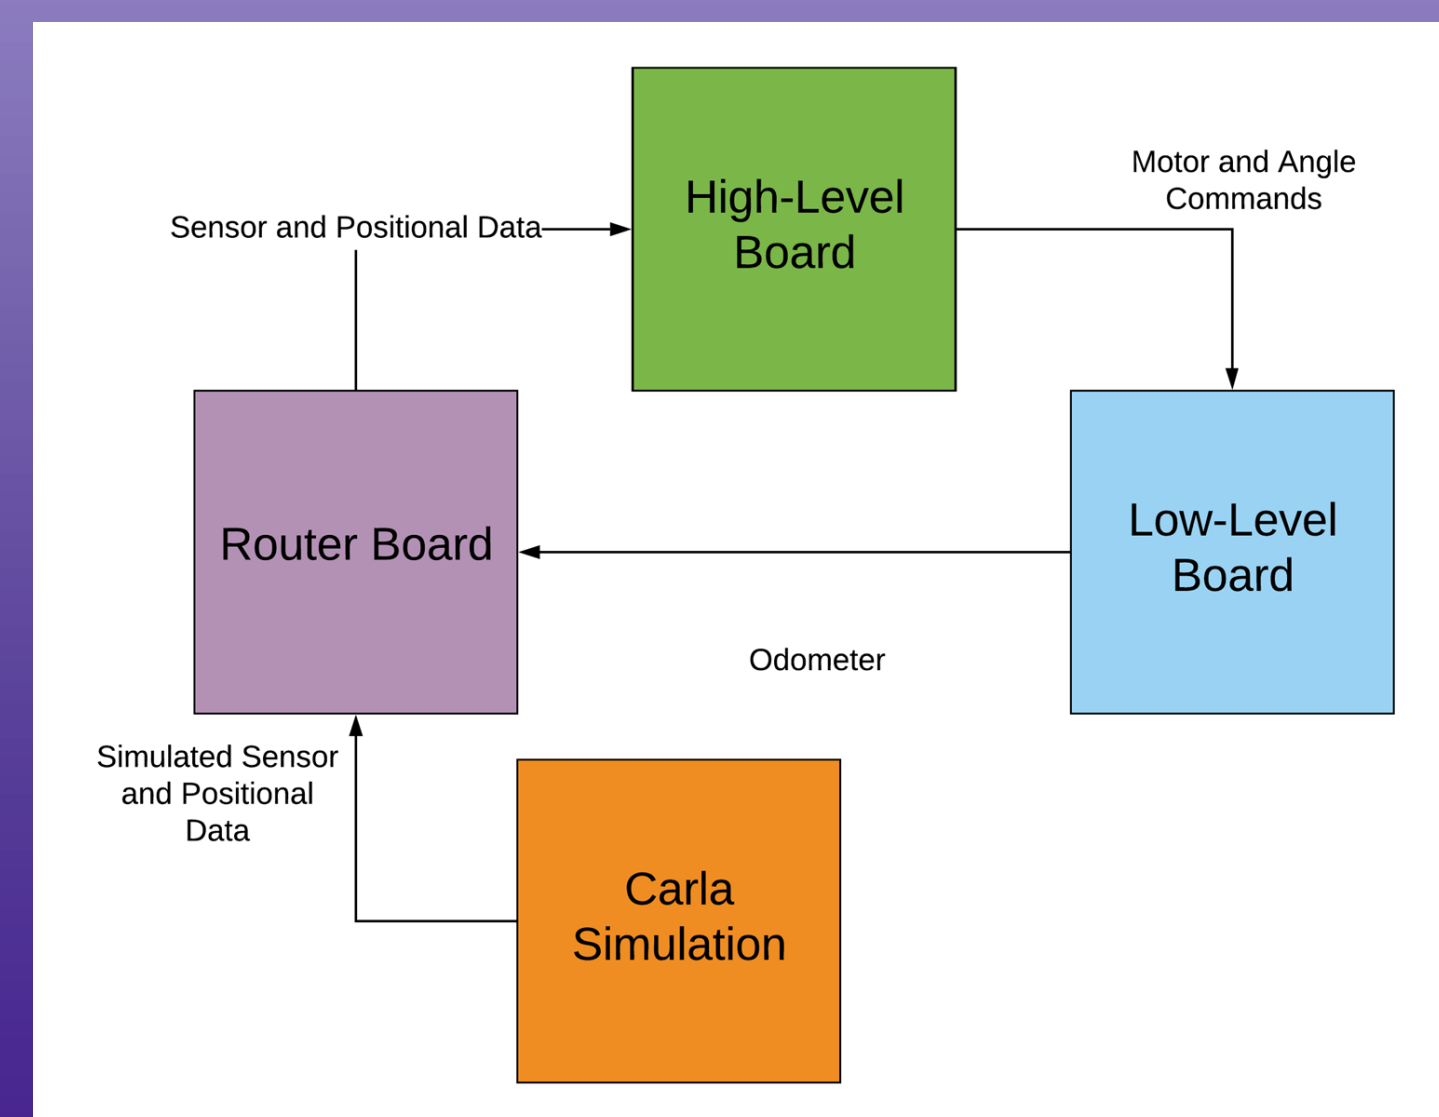 High-Level
Board
Motor and Angle
Commands
Sensor and Positional Data
Router Board
Low-Level
Board
Odometer
Simulated Sensor
and Positional
Data
Carla
Simulation